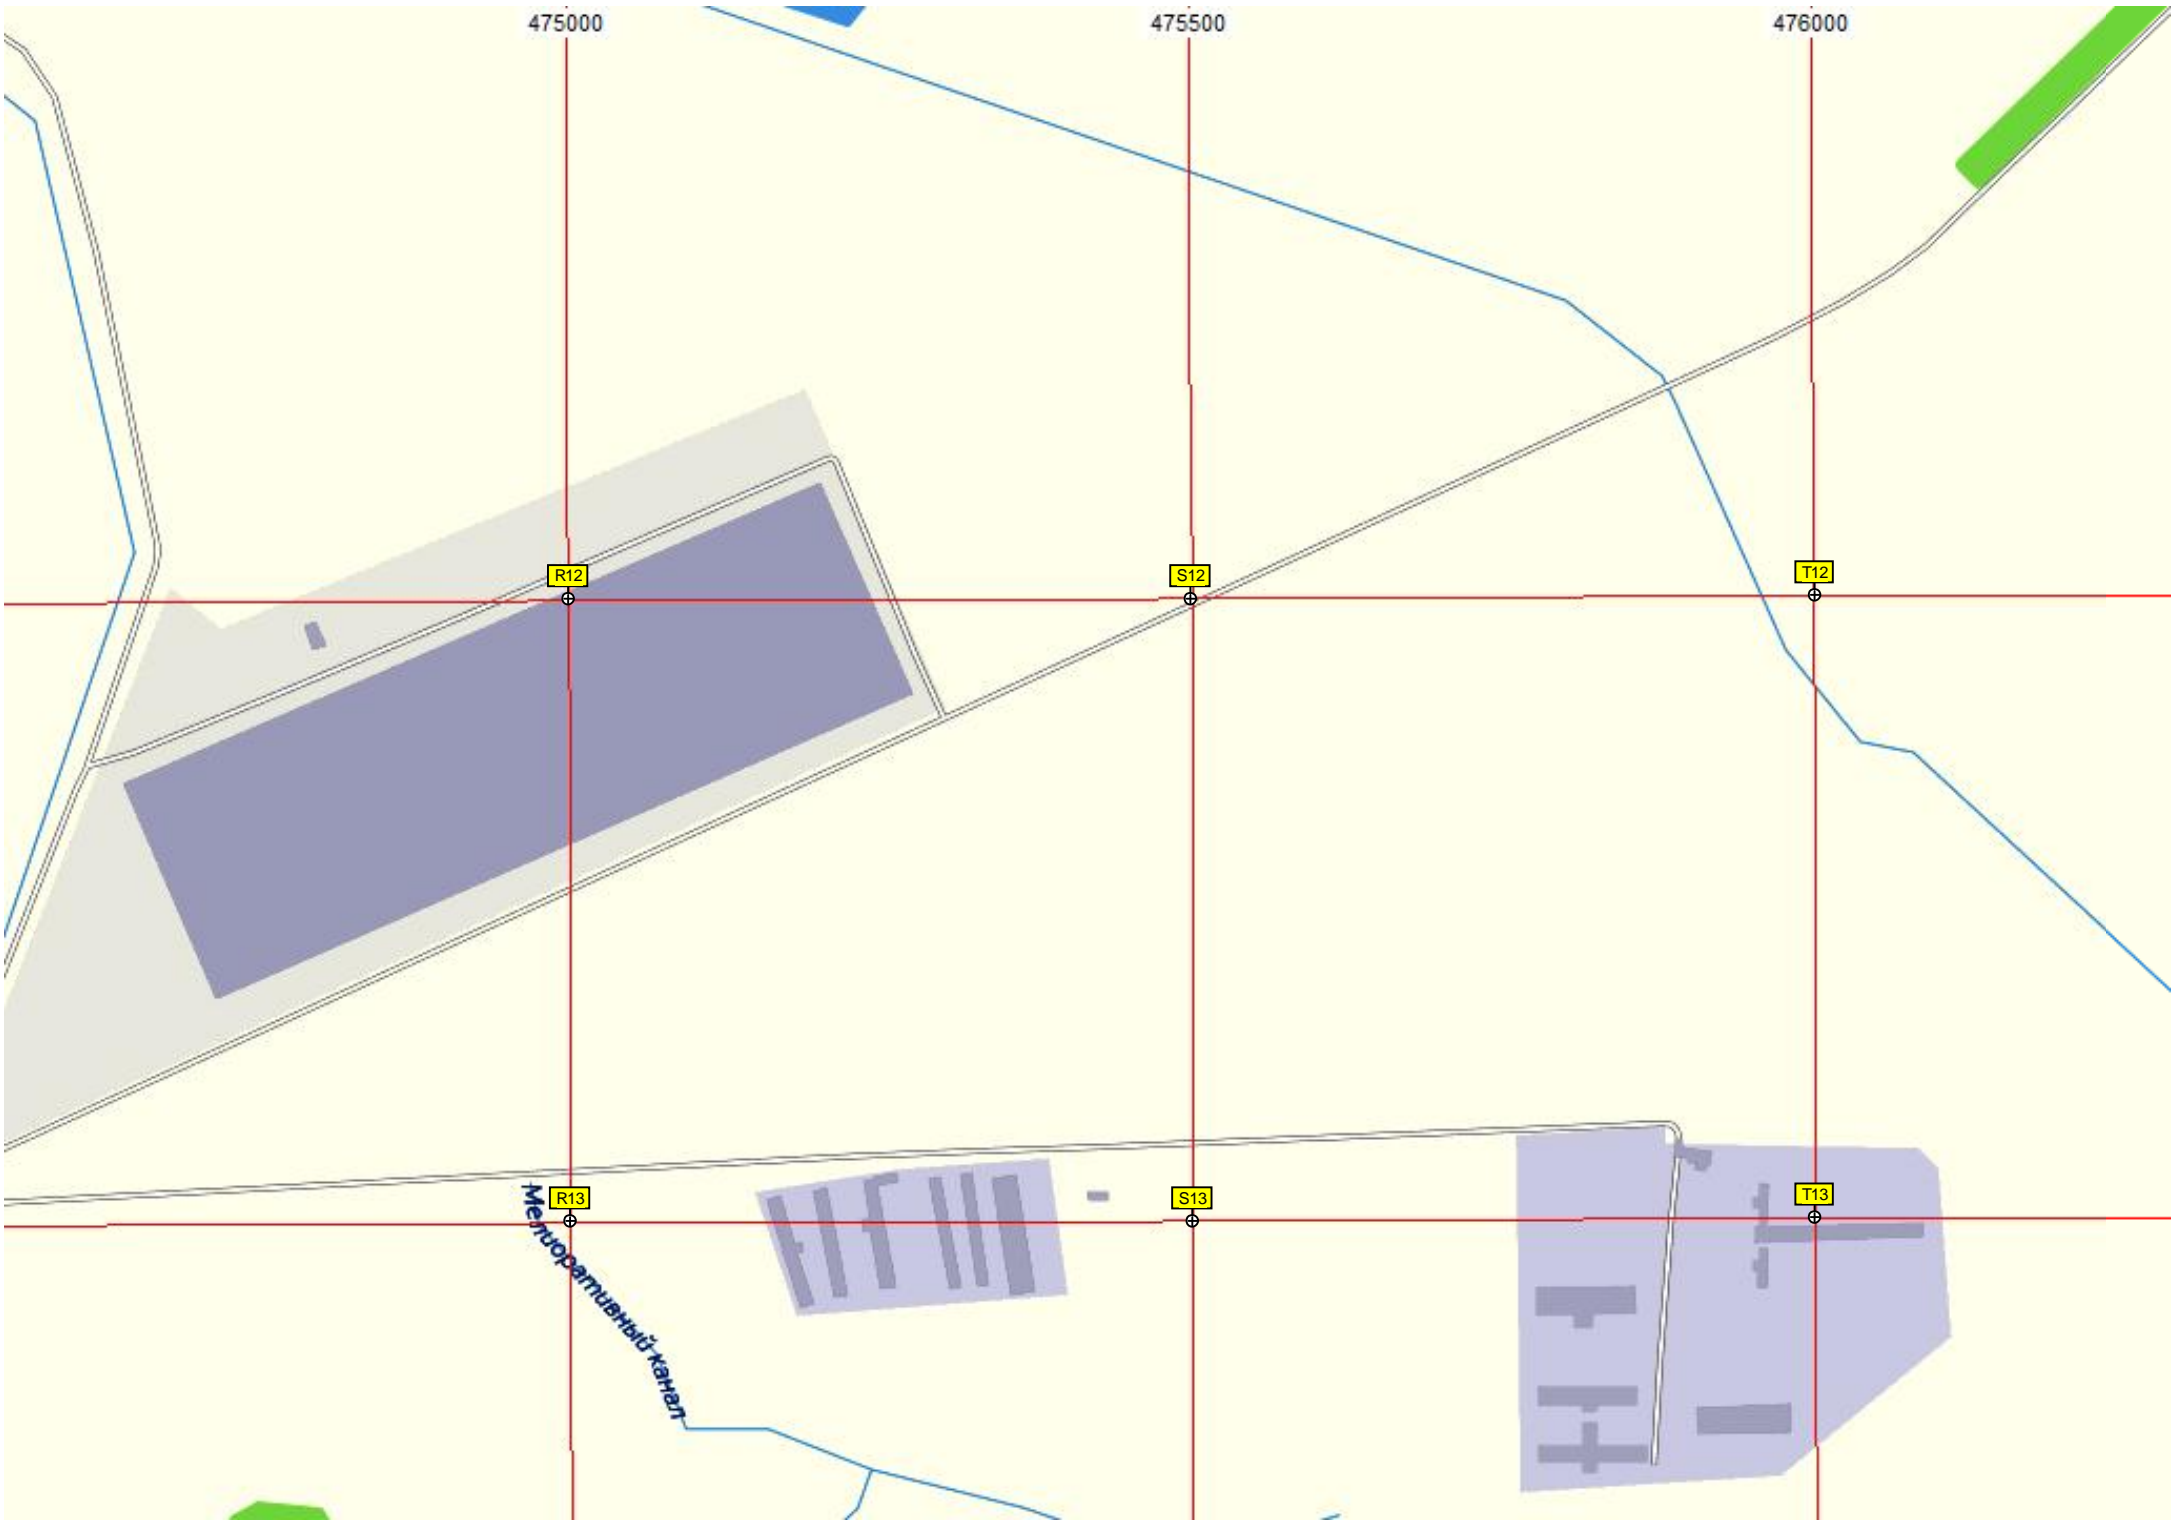 475000
475500
476000
R12
S12
T12
R13
S13
T13
Мелиоративный канал